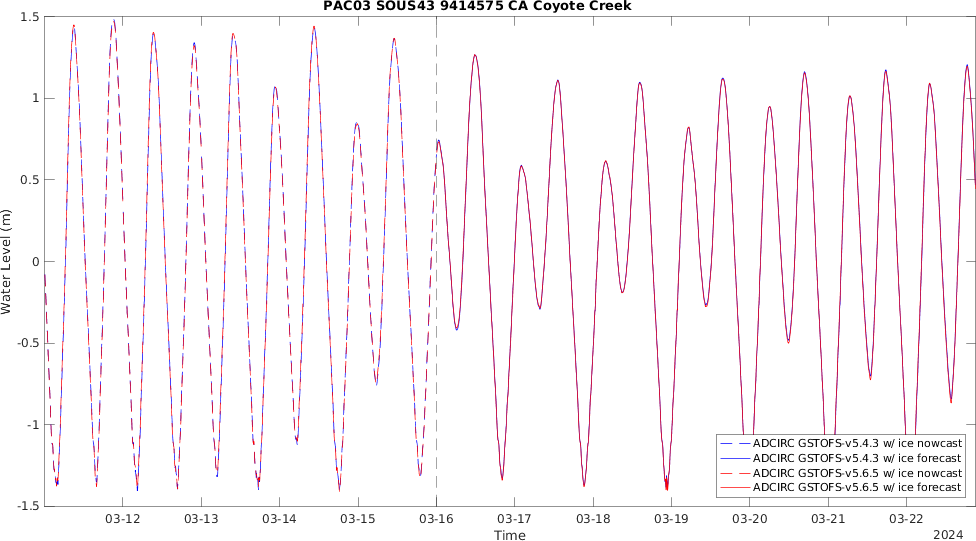 PAC03 SOUS43 9414575 CA Coyote Creek
1.5
1
0.5
0
-0.5
-1
-1.5
Water Level (m)
ADCIRC GSTOFS-v5.4.3 w/ ice nowcast
ADCIRC GSTOFS-v5.4.3 w/ ice forecast
ADCIRC GSTOFS-v5.6.5 w/ ice nowcast
ADCIRC GSTOFS-v5.6.5 w/ ice forecast
03-12 03-13 03-14 03-15 03-16 03-17 03-18 03-19 03-20 03-21 03-22
Time
2024